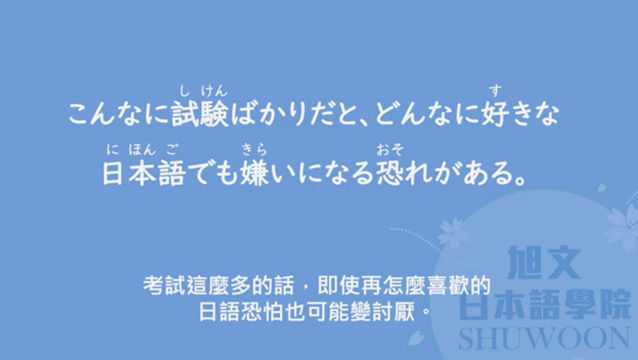 し けん す
こんなに試験ばかりだと、どんなに好きな
に ほん ご きら おそ
日本語でも嫌いになる恐れがある。
考試這麼多的話，即使再怎麼喜歡的
日語恐怕也可能變討厭。
旭文
日本語學院
SHUWOON